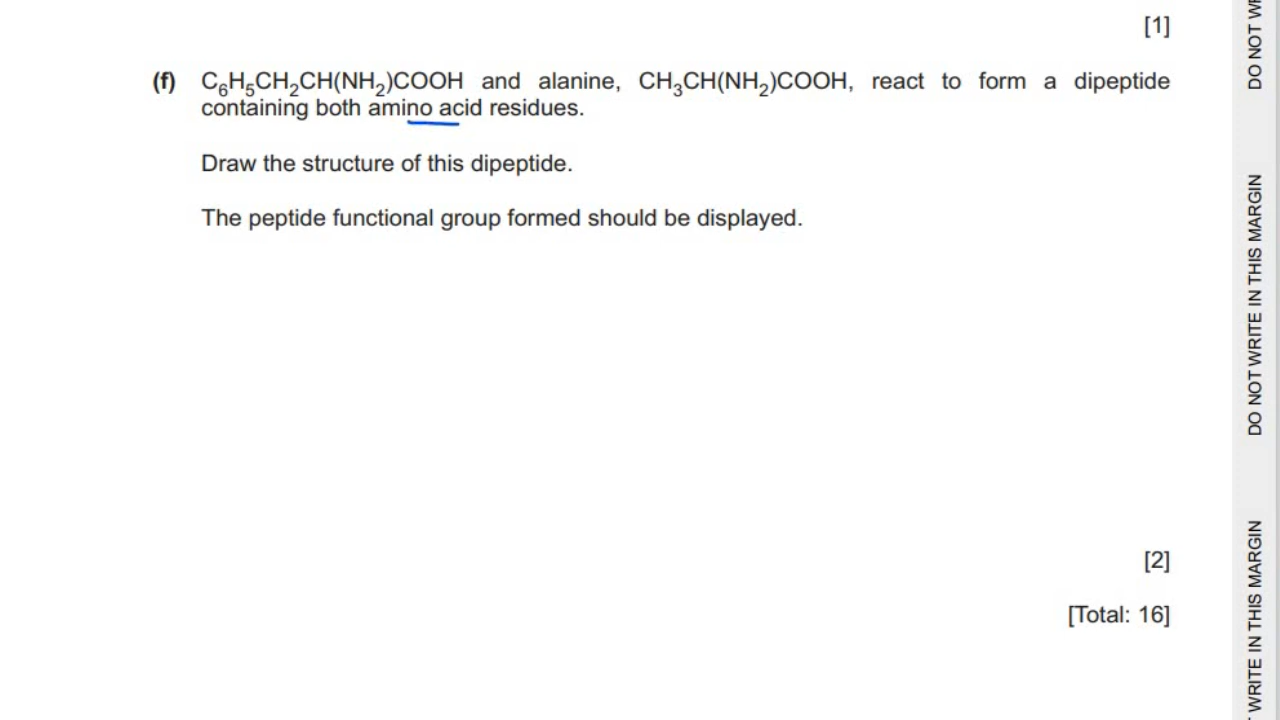 [1]
(f) C₆H₅CH₂CH(NH₂)COOH and alanine, CH₃CH(NH₂)COOH, react to form a dipeptide
containing both amino acid residues.
Draw the structure of this dipeptide.
The peptide functional group formed should be displayed.
[2]
[Total: 16]
DO NOT WR
DO NOT WRITE IN THIS MARGIN
WRITE IN THIS MARGIN